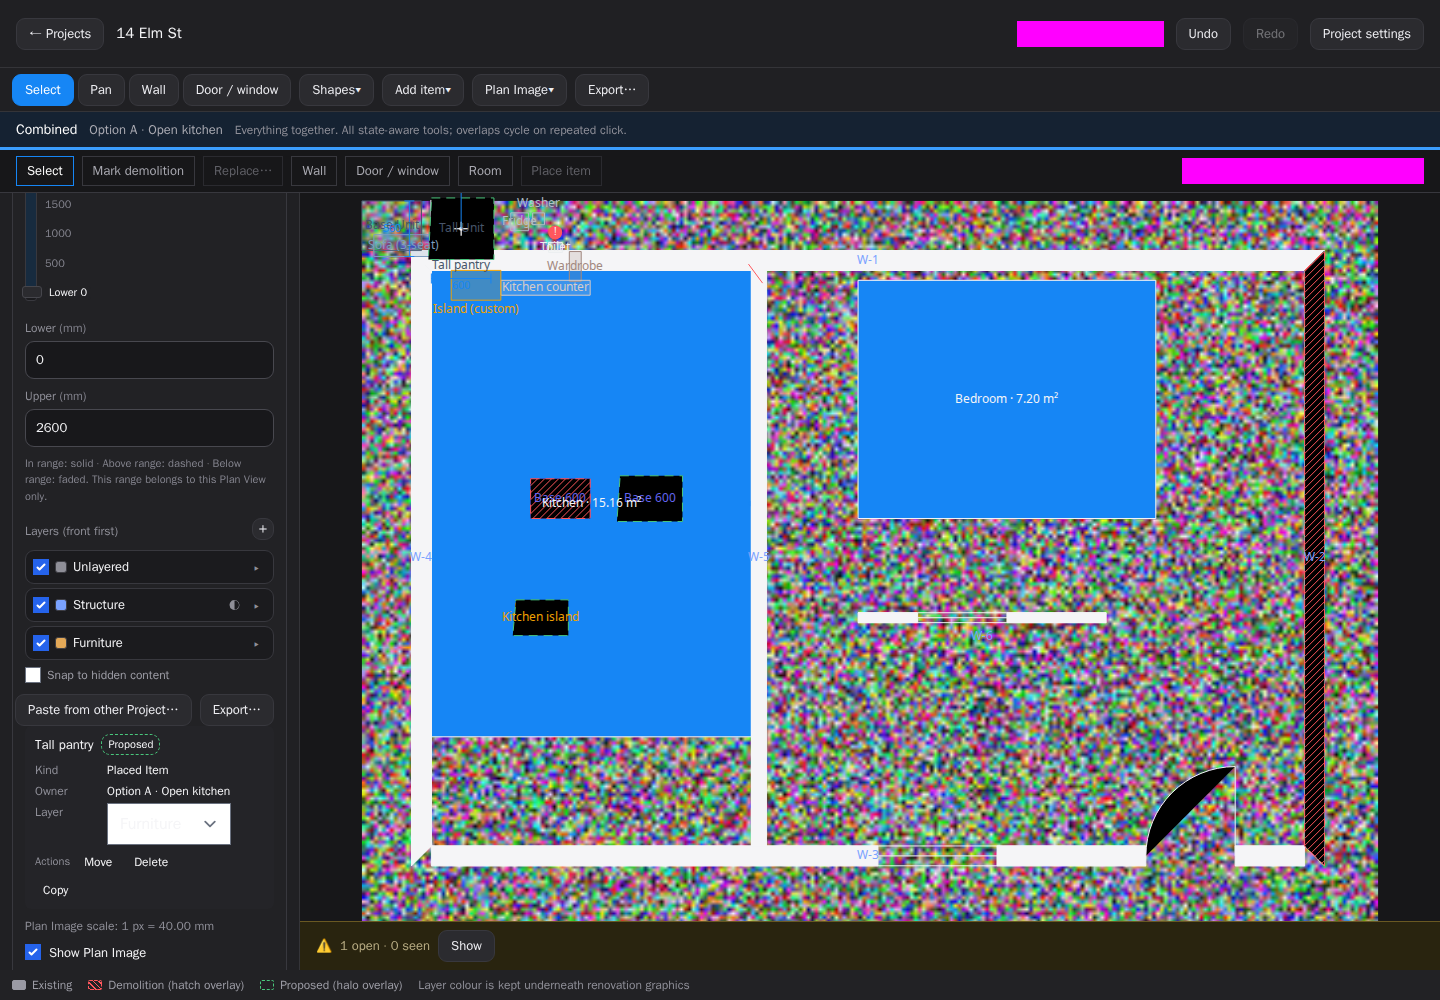 ← Projects
14 Elm St
Undo
Redo
Project settings
Select
Pan
Wall
Door / window
Shapes▾
Add item▾
Plan Image▾
Export⋯
Combined
Option A · Open kitchen
Everything together. All state-aware tools; overlaps cycle on repeated click.
Select
Mark demolition
Replace⋯
Wall
Door / window
Room
Place item
1500
1000
500
Lower 0
Lower (mm)
0
Upper (mm)
2600
In range: solid · Above range: dashed · Below
range: faded. This range belongs to this Plan View
only.
Layers (front first)
+
Unlayered
Structure
Furniture
Snap to hidden content
Paste from other Project⋯
Export⋯
Tall pantry
Proposed
Kind
Placed Item
Owner
Option A · Open kitchen
Layer
Furniture
Actions
Move
Delete
Copy
Plan Image scale: 1 px = 40.00 mm
Show Plan Image
Washer
Tall Unit
Fridge
Toilet
Sofa (3-seat)
Tall pantry
Wardrobe
W-1
Kitchen counter
Island (custom)
Bedroom · 7.20 m²
Base 600
Kitchen · 15.16 m²
Base 600
W-4
W-5
W-2
Kitchen island
W-3
1 open · 0 seen
Show
Existing
Demolition (hatch overlay)
Proposed (halo overlay)
Layer colour is kept underneath renovation graphics